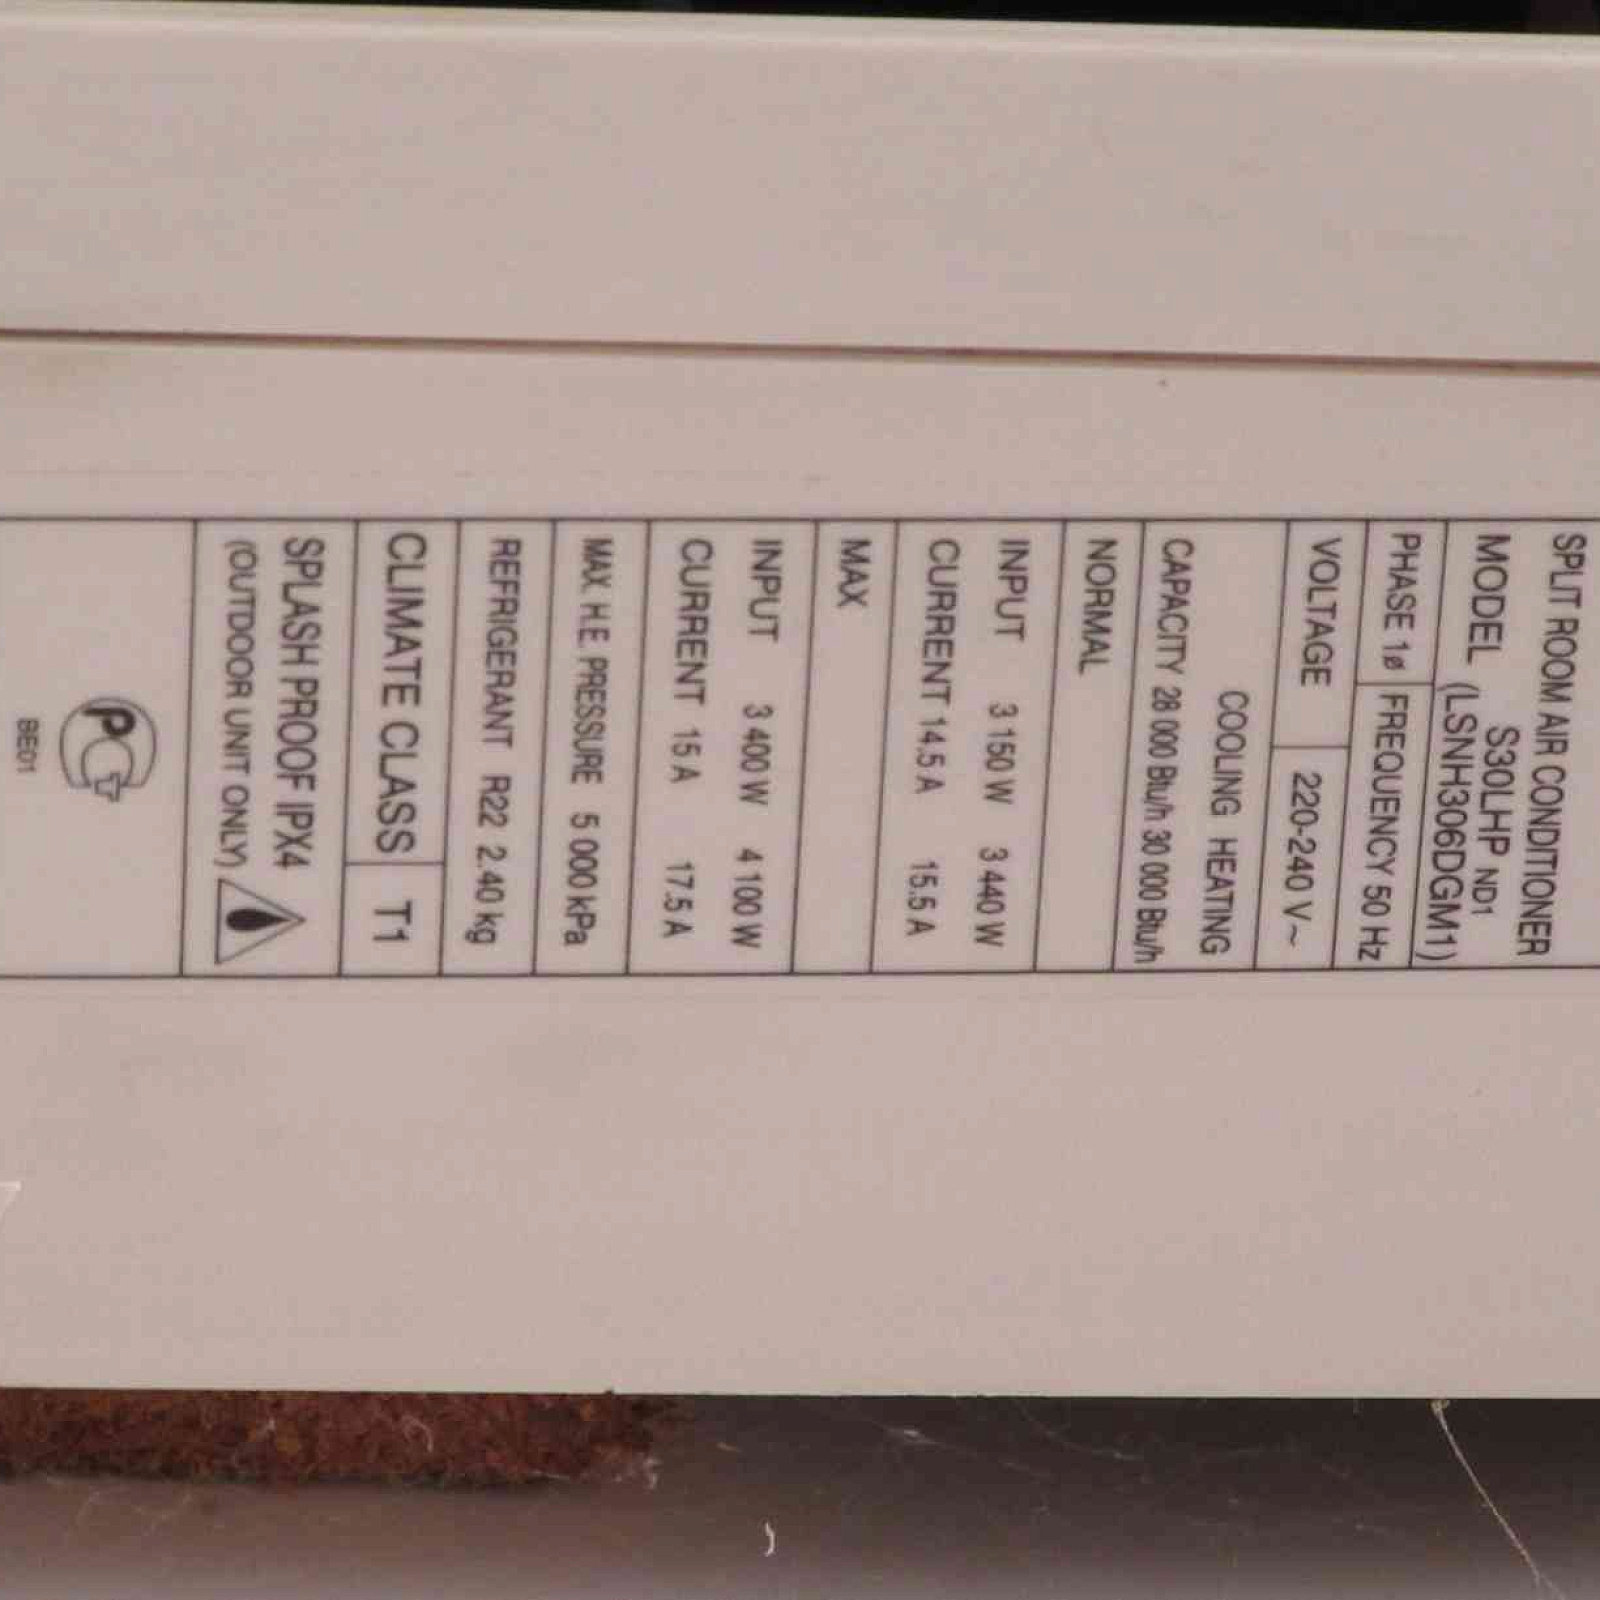 SPLIT ROOM AIR CONDITIONER
MODEL S30LHP ND1
(LSNH306DGM1)
PHASE 1ø FREQUENCY 50 Hz
VOLTAGE 220-240 V~
COOLING HEATING
CAPACITY 28 000 Btu/h 30 000 Btu/h
NORMAL
INPUT 3 150 W 3 440 W
CURRENT 14.5 A 15.5 A
MAX
INPUT 3 400 W 4 100 W
CURRENT 15 A 17.5 A
MAX. H.E. PRESSURE 5 000 kPa
REFRIGERANT R22 2.40 kg
CLIMATE CLASS T1
SPLASH PROOF IPX4
(OUTDOOR UNIT ONLY)
РСТ
BE01